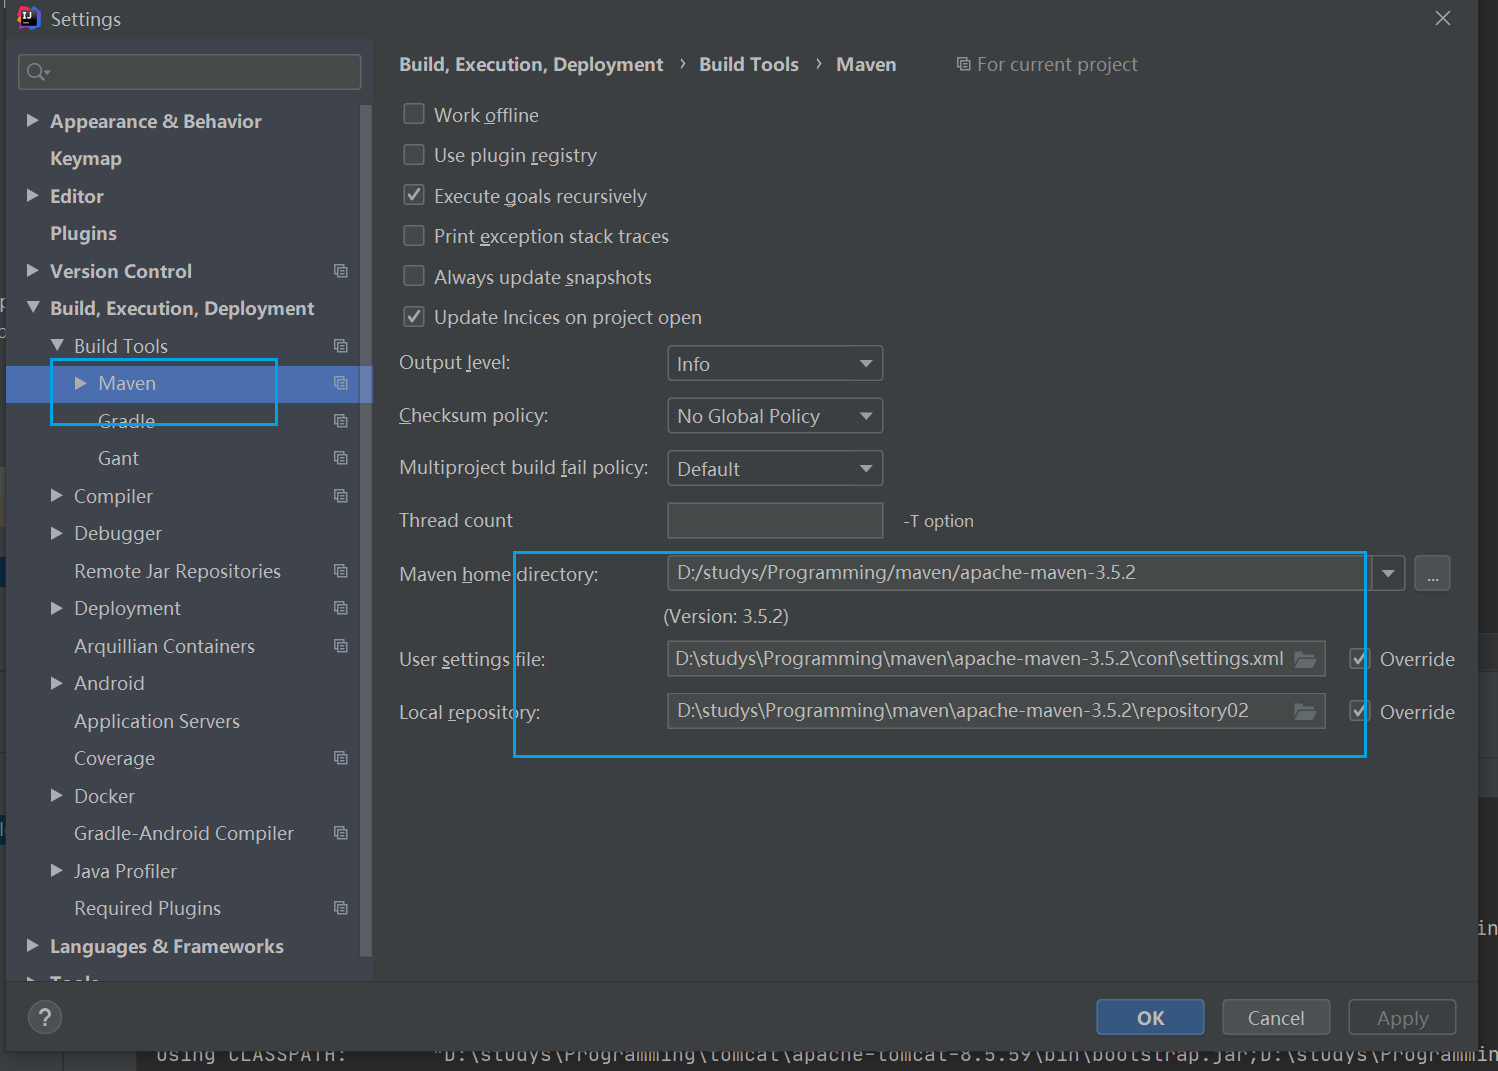 Settings
Build, Execution, Deployment › Build Tools › Maven For current project
Appearance & Behavior
Keymap
Editor
Plugins
Version Control
Build, Execution, Deployment
Build Tools
Maven
Gradle
Gant
Compiler
Debugger
Remote Jar Repositories
Deployment
Arquillian Containers
Android
Application Servers
Coverage
Docker
Gradle-Android Compiler
Java Profiler
Required Plugins
Languages & Frameworks
Tools
Work offline
Use plugin registry
Execute goals recursively
Print exception stack traces
Always update snapshots
Update Incices on project open
Output level: Info
Checksum policy: No Global Policy
Multiproject build fail policy: Default
Thread count -T option
Maven home directory: D:/studys/Programming/maven/apache-maven-3.5.2 ...
(Version: 3.5.2)
User settings file: D:\studys\Programming\maven\apache-maven-3.5.2\conf\settings.xml Override
Local repository: D:\studys\Programming\maven\apache-maven-3.5.2\repository02 Override
in
? OK Cancel Apply
Using CLASSPATH: "D:\studys\Programming\tomcat\apache-tomcat-8.5.59\bin\bootstrap.jar;D:\studys\Programmin